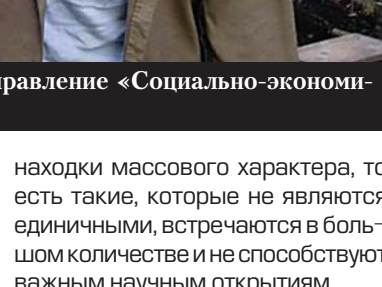 «Социально-экономи-
находки массового характера, то
есть такие, которые не являются
единичными, встречаются в боль-
шом количестве и не способствуют
важным научным открытиям